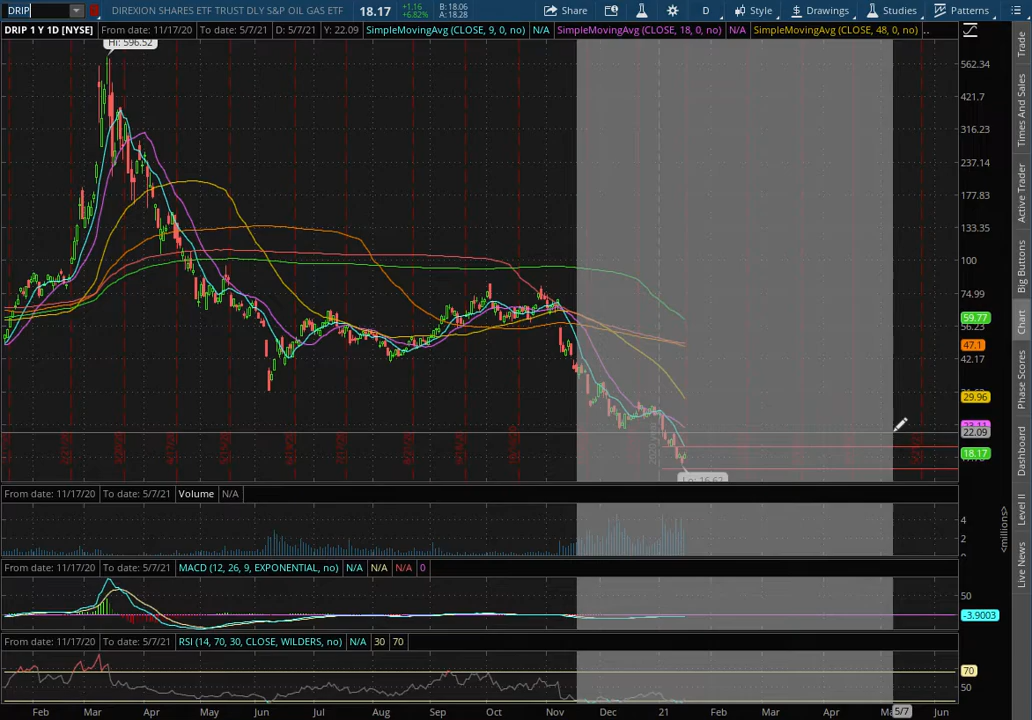 DRIP DIREXION SHARES ETF TRUST DLY S&P OIL GAS ETF 18.17 +1.16 +6.82% B: 18.06 A: 18.28 Share D Style Drawings Studies Patterns
DRIP 1 Y 1D [NYSE] From date: 11/17/20 To date: 5/7/21 D: 5/7/21 Y: 22.09 SimpleMovingAvg (CLOSE, 9, 0, no) N/A SimpleMovingAvg (CLOSE, 18, 0, no) N/A SimpleMovingAvg (CLOSE, 48, 0, no) ..
Hi: 596.52
562.34
421.7
316.23
237.14
177.83
133.35
100
74.99
59.77
56.23
47.1
42.17
29.96
22.09
18.17
2020 year
Lo: 16.62
From date: 11/17/20 To date: 5/7/21 Volume N/A
4
2
<millions>
From date: 11/17/20 To date: 5/7/21 MACD (12, 26, 9, EXPONENTIAL, no) N/A N/A N/A 0
50
-3.9003
From date: 11/17/20 To date: 5/7/21 RSI (14, 70, 30, CLOSE, WILDERS, no) N/A 30 70
70
50
Feb Mar Apr May Jun Jul Aug Sep Oct Nov Dec 21 Feb Mar Apr 5/7 Jun
Trade
Times And Sales
Active Trader
Big Buttons
Chart
Phase Scores
Dashboard
Level II
Live News